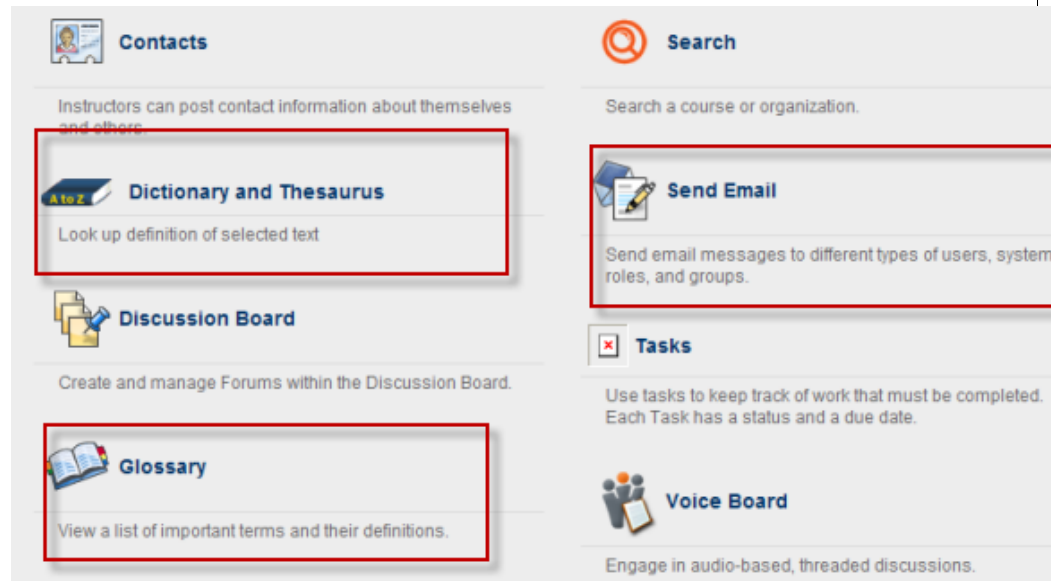 Contacts
Instructors can post contact information about themselves
and others.
A to Z
Dictionary and Thesaurus
Look up definition of selected text
Discussion Board
Create and manage Forums within the Discussion Board.
Glossary
View a list of important terms and their definitions.
Search
Search a course or organization.
Send Email
Send email messages to different types of users, system
roles, and groups.
Tasks
Use tasks to keep track of work that must be completed.
Each Task has a status and a due date.
Voice Board
Engage in audio-based, threaded discussions.